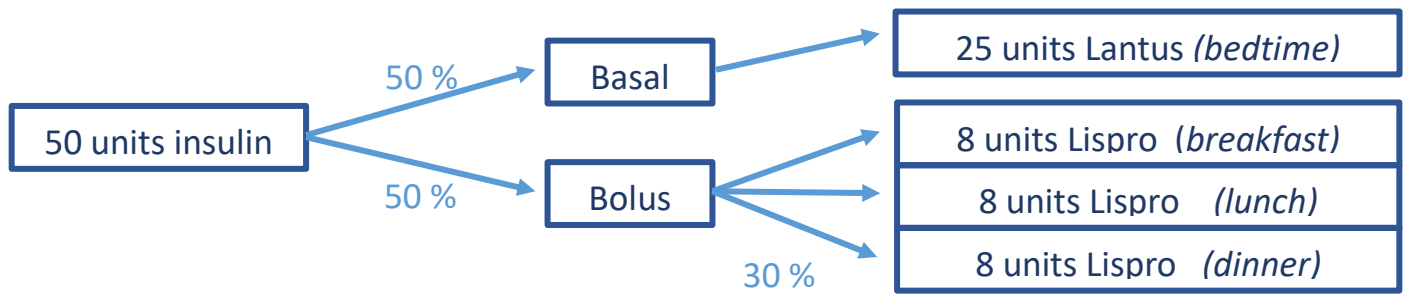 50 units insulin
50 %
50 %
Basal
Bolus
30 %
25 units Lantus (bedtime)
8 units Lispro (breakfast)
8 units Lispro (lunch)
8 units Lispro (dinner)